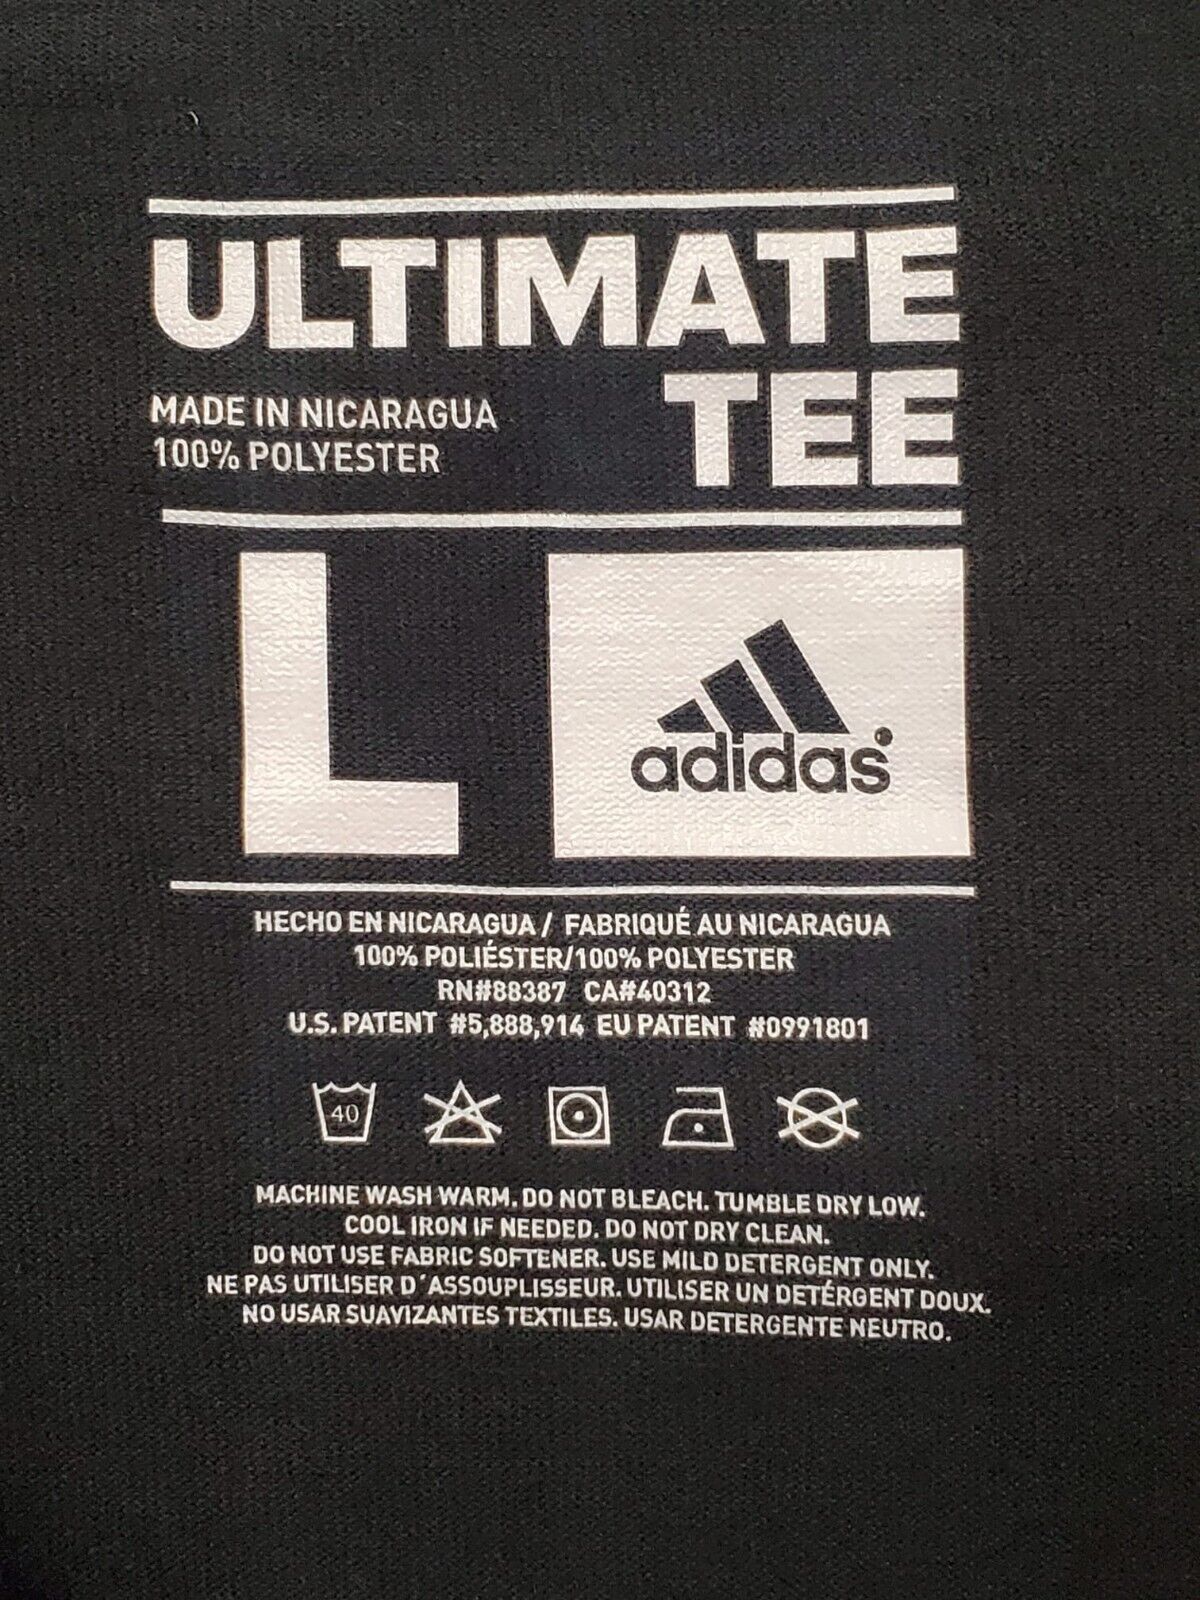 ULTIMATE
TEE
MADE IN NICARAGUA
100% POLYESTER
L
adidas®
HECHO EN NICARAGUA / FABRIQUÉ AU NICARAGUA
100% POLIÉSTER/100% POLYESTER
RN#88387 CA#40312
U.S. PATENT #5,888,914 EU PATENT #0991801
40
MACHINE WASH WARM. DO NOT BLEACH. TUMBLE DRY LOW.
COOL IRON IF NEEDED. DO NOT DRY CLEAN.
DO NOT USE FABRIC SOFTENER. USE MILD DETERGENT ONLY.
NE PAS UTILISER D'ASSOUPLISSEUR. UTILISER UN DETÉRGENT DOUX.
NO USAR SUAVIZANTES TEXTILES. USAR DETERGENTE NEUTRO.